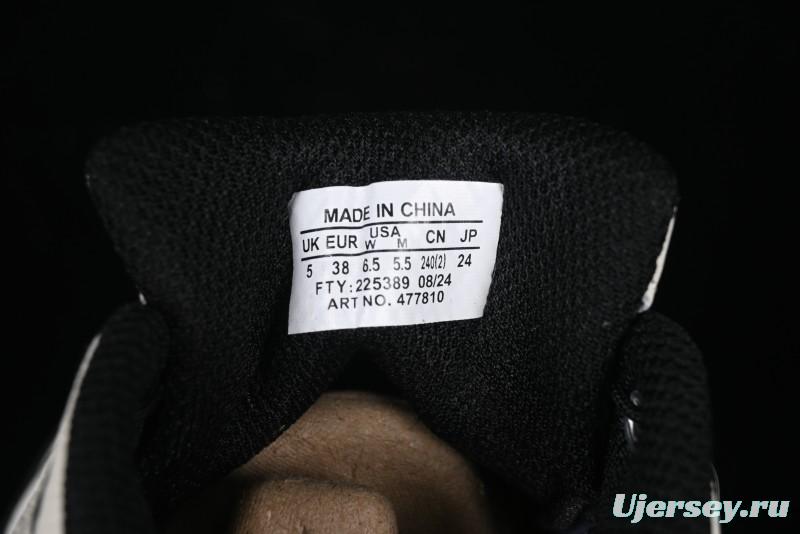 MADE IN CHINA
UK EUR USA W M CN JP
5 38 6.5 5.5 240(2) 24
FTY: 225389 08/24
ART NO. 477810
Ujersey.ru